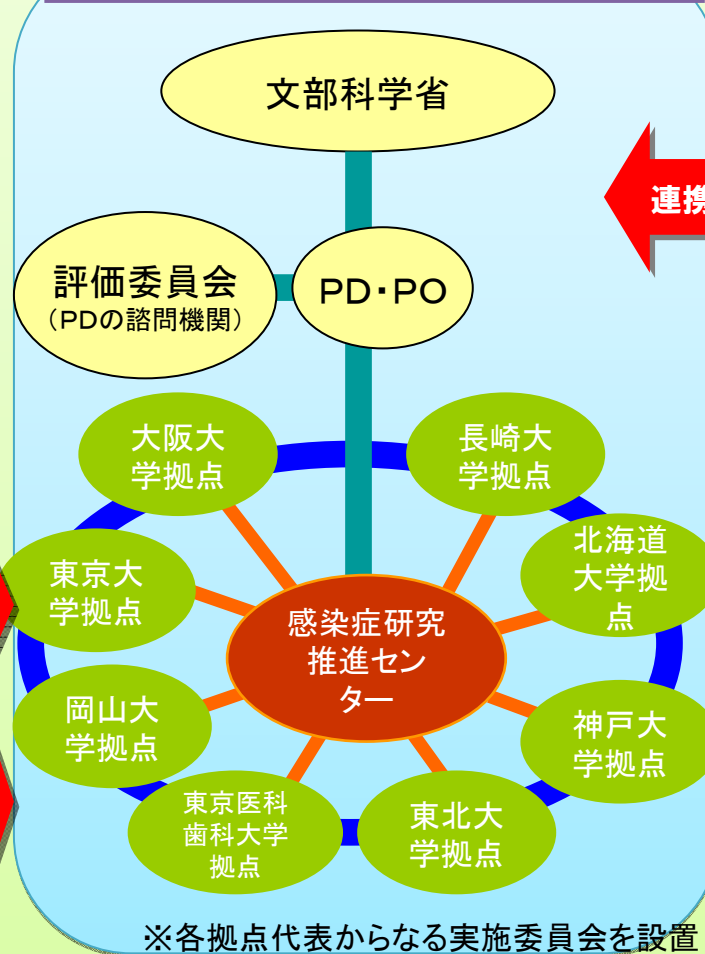 文部科学省
連携
評価委員会
（PDの諮問機関）
PD・PO
大阪大
学拠点
長崎大
学拠点
東京大
学拠点
北海道
大学拠
点
感染症研究
推進セン
ター
岡山大
学拠点
神戸大
学拠点
東京医科
歯科大学
拠点
東北大
学拠点
※各拠点代表からなる実施委員会を設置